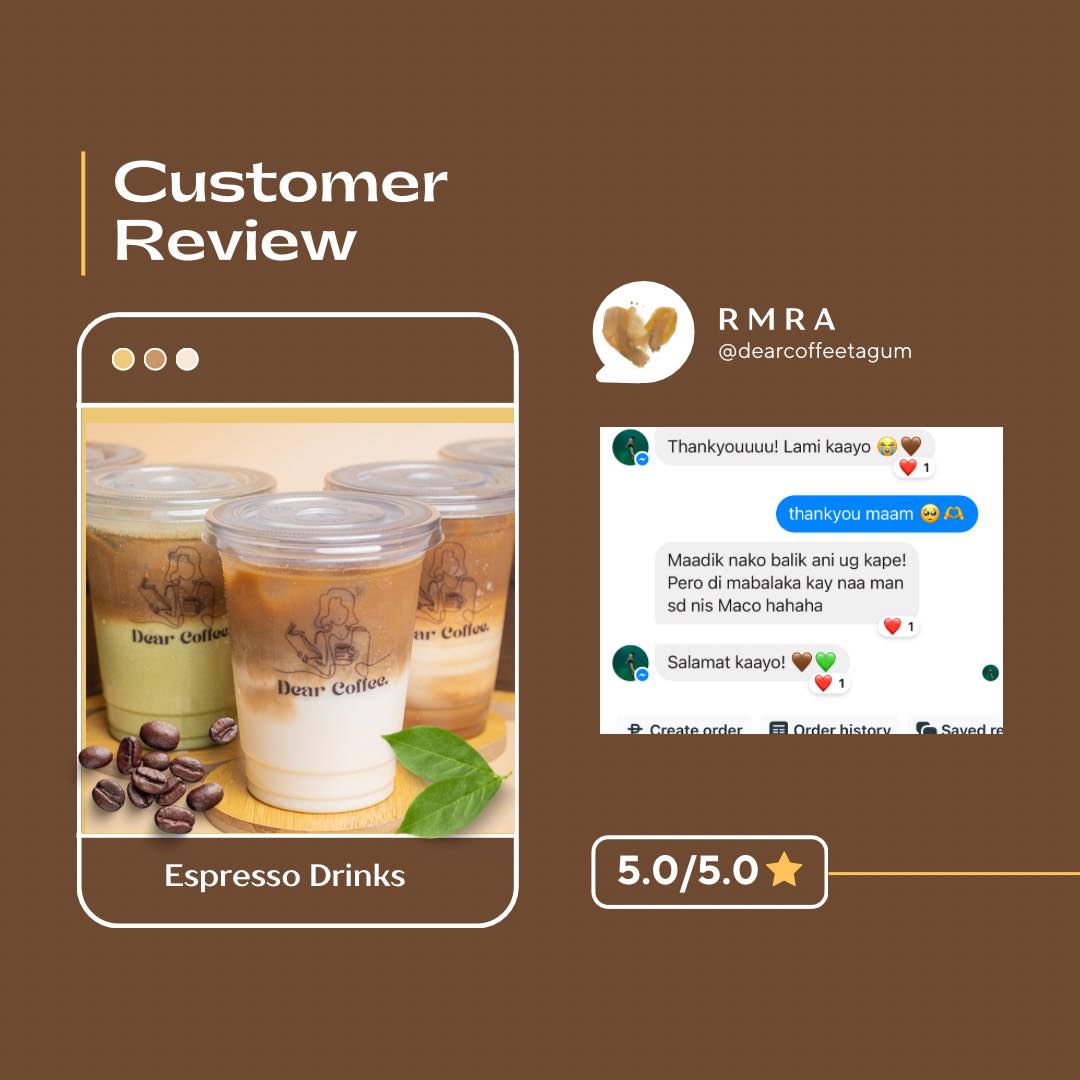 Customer
Review
RMRA
@dearcoffeetagum
Thankyouuuu! Lami kaayo 😭🤎
❤️ 1
thankyou maam 🥹🫶
Maadik nako balik ani ug kape!
Pero di mabalaka kay naa man
sd nis Maco hahaha
❤️ 1
Salamat kaayo! 🤎💚
❤️ 1
Create order
Order history
Saved re
Dear Coffee.
Dear Coffee.
ar Coffee.
Espresso Drinks
5.0/5.0